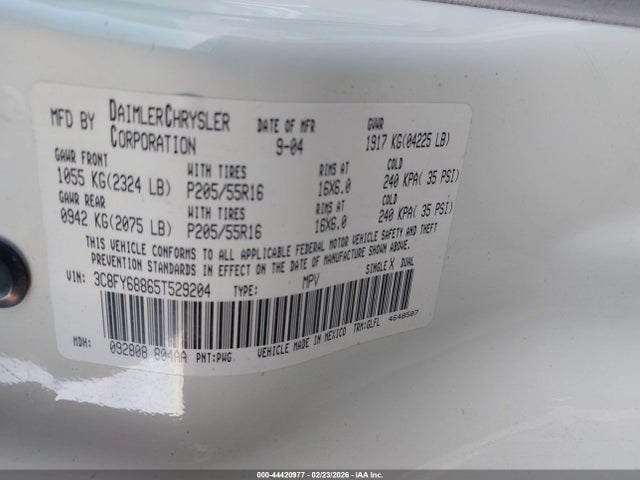 MFD BY DAIMLERCHRYSLER CORPORATION DATE OF MFR 9-04 GVWR 1917 KG(04225 LB)
GAWR FRONT WITH TIRES RIMS AT COLD
1055 KG(2324 LB) P205/55R16 16X6.0 240 KPA( 35 PSI)
GAWR REAR WITH TIRES RIMS AT COLD
0942 KG(2075 LB) P205/55R16 16X6.0 240 KPA( 35 PSI)
THIS VEHICLE CONFORMS TO ALL APPLICABLE FEDERAL MOTOR VEHICLE SAFETY AND THEFT
PREVENTION STANDARDS IN EFFECT ON THE DATE OF MANUFACTURE SHOWN ABOVE.
VIN: 3C8FY68865T529204 TYPE: MPV SINGLE X DUAL
MDH: 092808 804AA PNT:PWG VEHICLE MADE IN MEXICO TRM:GLFL 4648507
000-44420977 - 02/23/2026 - IAA Inc.